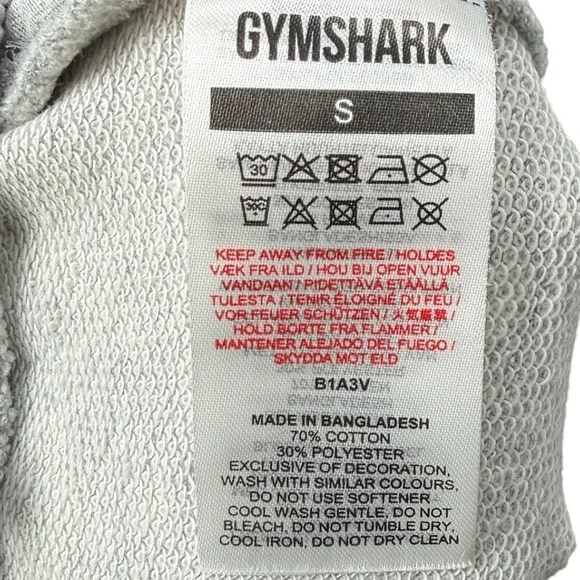 GYMSHARK
S
30
30C
KEEP AWAY FROM FIRE / HOLDES
VÆK FRA ILD / HOU BIJ OPEN VUUR
VANDAAN / PIDETTÄVÄ ETÄÄLLÄ
TULESTA / TENIR ÉLOIGNÉ DU FEU /
VOR FEUER SCHÜTZEN / 火気厳禁 /
HOLD BORTE FRA FLAMMER /
MANTENER ALEJADO DEL FUEGO /
SKYDDA MOT ELD
B1A3V
MADE IN BANGLADESH
70% COTTON
30% POLYESTER
EXCLUSIVE OF DECORATION,
WASH WITH SIMILAR COLOURS,
DO NOT USE SOFTENER
COOL WASH GENTLE, DO NOT
BLEACH, DO NOT TUMBLE DRY,
COOL IRON, DO NOT DRY CLEAN